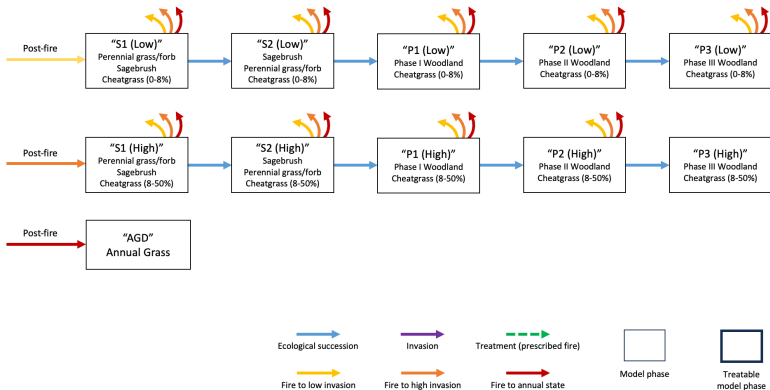 Post-fire
"S1 (Low)"
Perennial grass/forb
Sagebrush
Cheatgrass (0-8%)
"S2 (Low)"
Sagebrush
Perennial grass/forb
Cheatgrass (0-8%)
"P1 (Low)"
Phase I Woodland
Cheatgrass (0-8%)
"P2 (Low)"
Phase II Woodland
Cheatgrass (0-8%)
"P3 (Low)"
Phase III Woodland
Cheatgrass (0-8%)
Post-fire
"S1 (High)"
Perennial grass/forb
Sagebrush
Cheatgrass (8-50%)
"S2 (High)"
Sagebrush
Perennial grass/forb
Cheatgrass (8-50%)
"P1 (High)"
Phase I Woodland
Cheatgrass (8-50%)
"P2 (High)"
Phase II Woodland
Cheatgrass (8-50%)
"P3 (High)"
Phase III Woodland
Cheatgrass (8-50%)
Post-fire
"AGD"
Annual Grass
Ecological succession
Invasion
Treatment (prescribed fire)
Fire to low invasion
Fire to high invasion
Fire to annual state
Model phase
Treatable
model phase